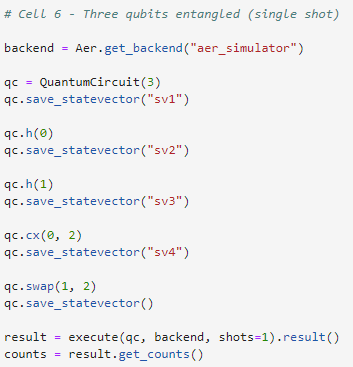 # Cell 6 - Three qubits entangled (single shot)
backend = Aer.get_backend("aer_simulator")
qc = QuantumCircuit(3)
qc.save_statevector("sv1")
qc.h(0)
qc.save_statevector("sv2")
qc.h(1)
qc.save_statevector("sv3")
qc.cx(0, 2)
qc.save_statevector("sv4")
qc.swap(1, 2)
qc.save_statevector()
result = execute(qc, backend, shots=1).result()
counts = result.get_counts()